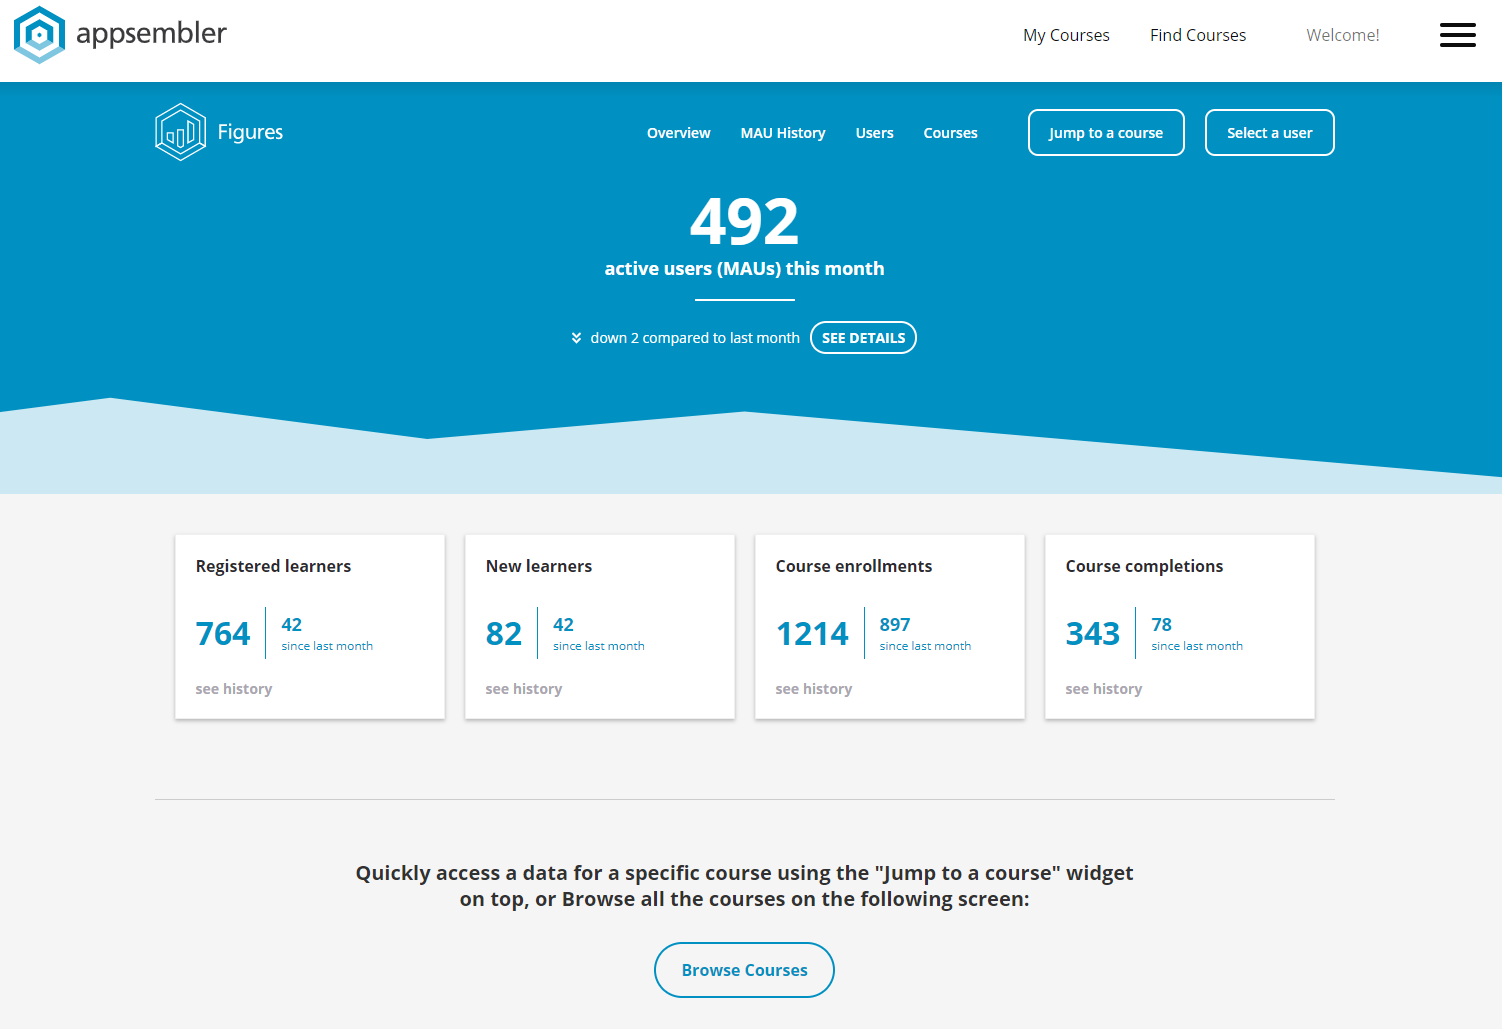 appsembler
My Courses
Find Courses
Welcome!
Figures
Overview
MAU History
Users
Courses
Jump to a course
Select a user
492
active users (MAUs) this month
down 2 compared to last month
SEE DETAILS
Registered learners
764
42
since last month
see history
New learners
82
42
since last month
see history
Course enrollments
1214
897
since last month
see history
Course completions
343
78
since last month
see history
Quickly access a data for a specific course using the "Jump to a course" widget
on top, or Browse all the courses on the following screen:
Browse Courses